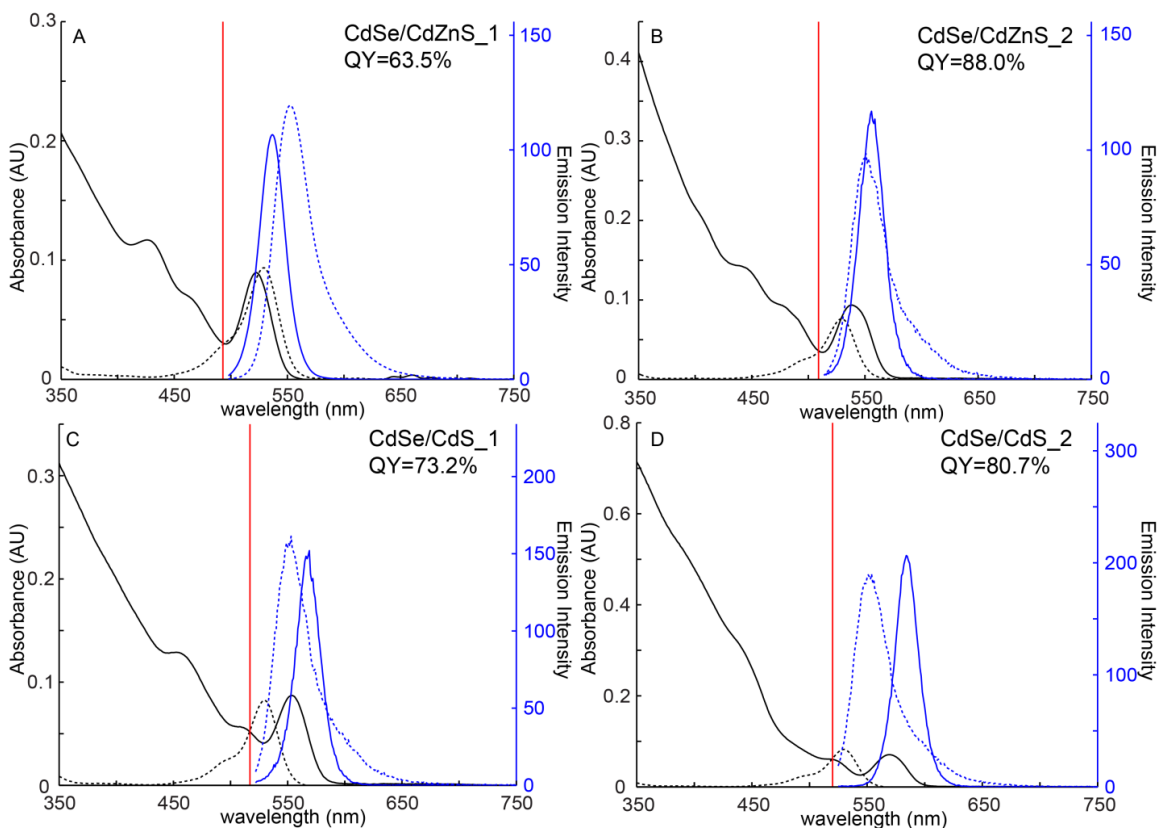 A
CdSe/CdZnS_1
QY=63.5%
0.3
0.2
0.1
0
Absorbance (AU)
150
100
50
0
Emission Intensity
350
450
550
650
750
wavelength (nm)
B
CdSe/CdZnS_2
QY=88.0%
0.4
0.3
0.2
0.1
0
Absorbance (AU)
150
100
50
0
Emission Intensity
350
450
550
650
750
wavelength (nm)
C
CdSe/CdS_1
QY=73.2%
0.3
0.2
0.1
0
Absorbance (AU)
200
150
100
50
0
Emission Intensity
350
450
550
650
750
wavelength (nm)
D
CdSe/CdS_2
QY=80.7%
0.8
0.6
0.4
0.2
0
Absorbance (AU)
300
200
100
0
Emission Intensity
350
450
550
650
750
wavelength (nm)